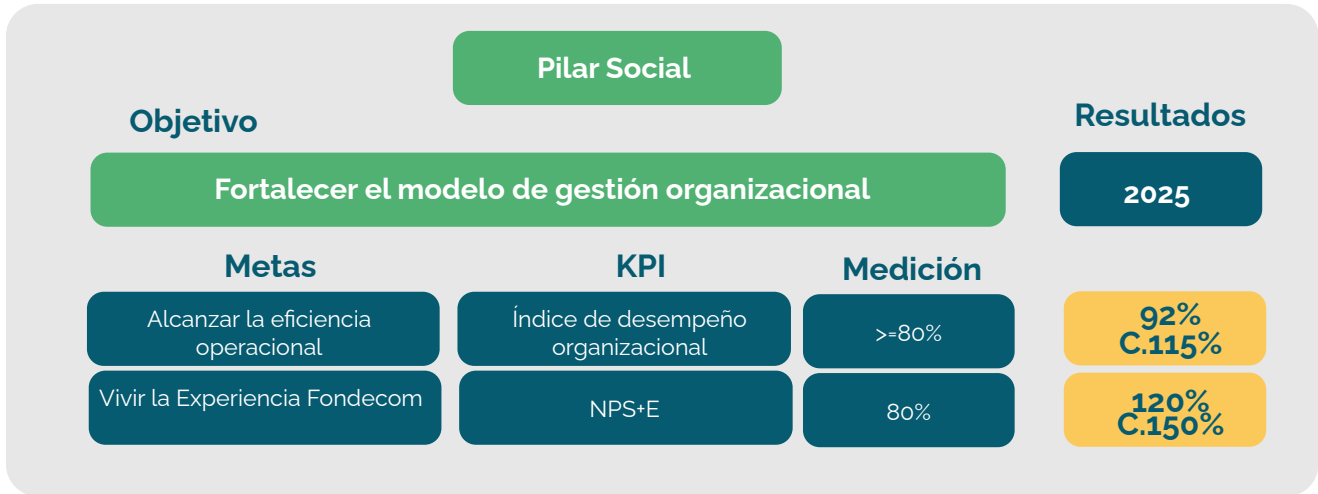 Pilar Social
Objetivo
Resultados
Fortalecer el modelo de gestión organizacional
2025
Metas
KPI
Medición
Alcanzar la eficiencia
operacional
Índice de desempeño
organizacional
>=80%
92%
C.115%
Vivir la Experiencia Fondecom
NPS+E
80%
120%
C.150%